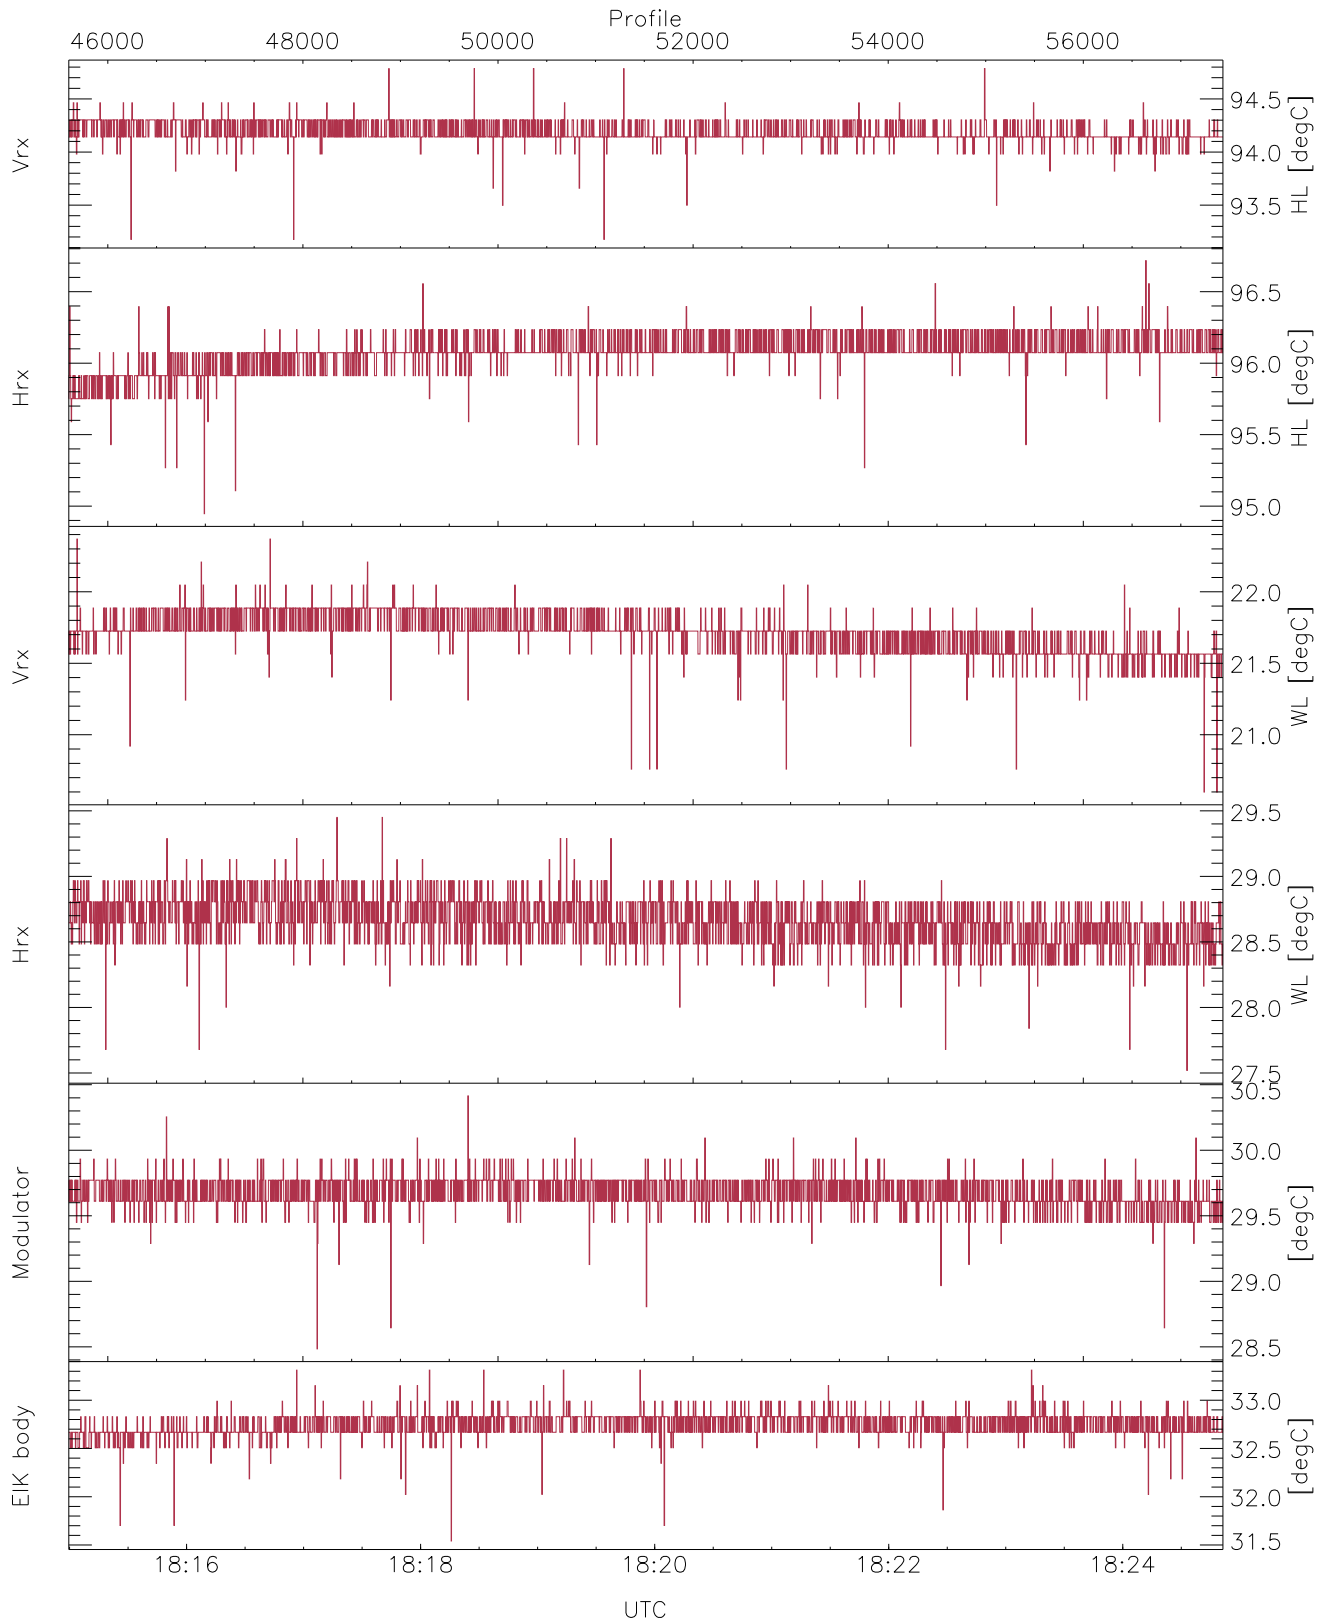 Profile
46000 48000 50000 52000 54000 56000
Vrx
94.5
94.0
93.5
HL [degC]
Hrx
96.5
96.0
95.5
95.0
HL [degC]
Vrx
22.0
21.5
21.0
WL [degC]
Hrx
29.5
29.0
28.5
28.0
27.5
WL [degC]
Modulator
30.5
30.0
29.5
29.0
28.5
[degC]
EIK body
33.0
32.5
32.0
31.5
[degC]
18:16 18:18 18:20 18:22 18:24
UTC